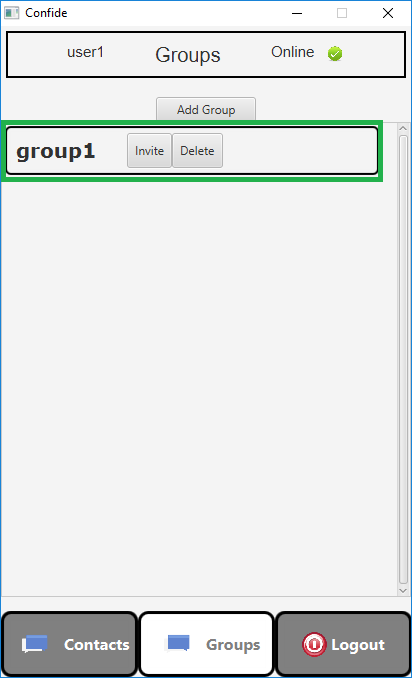 Confide
user1 Groups Online
Add Group
group1 Invite Delete
Contacts Groups Logout